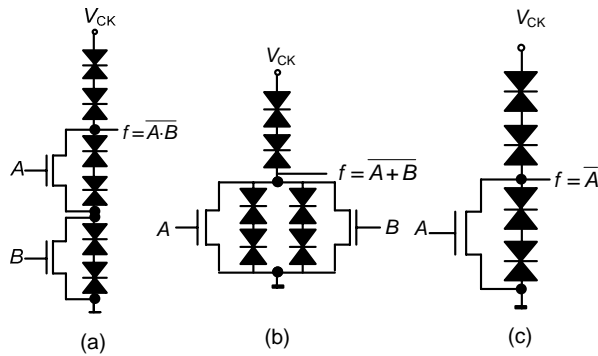 V_CK
f = \overline{A·B}
A
B
(a)
V_CK
f = \overline{A + B}
A
B
(b)
V_CK
f = \overline{A}
A
(c)